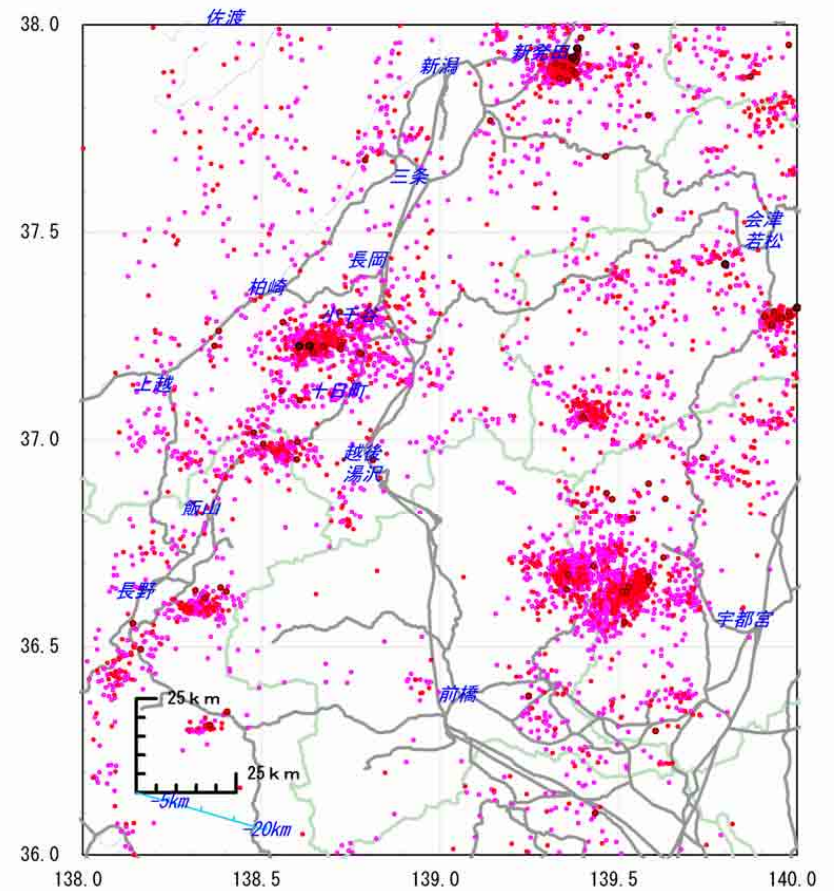 佐渡
38.0
新潟
新発田
三条
37.5
会津
若松
長岡
柏崎
小千谷
上越
十日町
37.0
越後
湯沢
飯山
長野
宇都宮
36.5
前橋
25km
25km
-5km
-20km
36.0
138.0
138.5
139.0
139.5
140.0